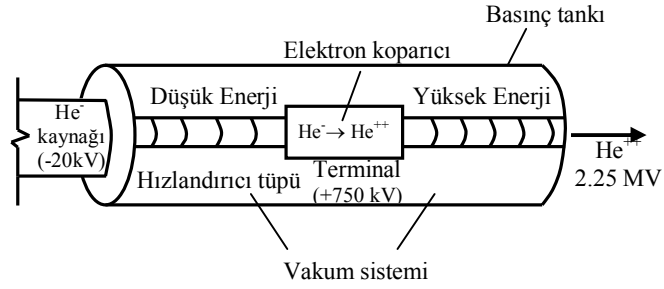 Basınç tankı
Elektron koparıcı
He⁻
kaynağı
(-20kV)
Düşük Enerji
He⁻→ He⁺⁺
Yüksek Enerji
He⁺⁺
2.25 MV
Hızlandırıcı tüpü
Terminal
(+750 kV)
Vakum sistemi